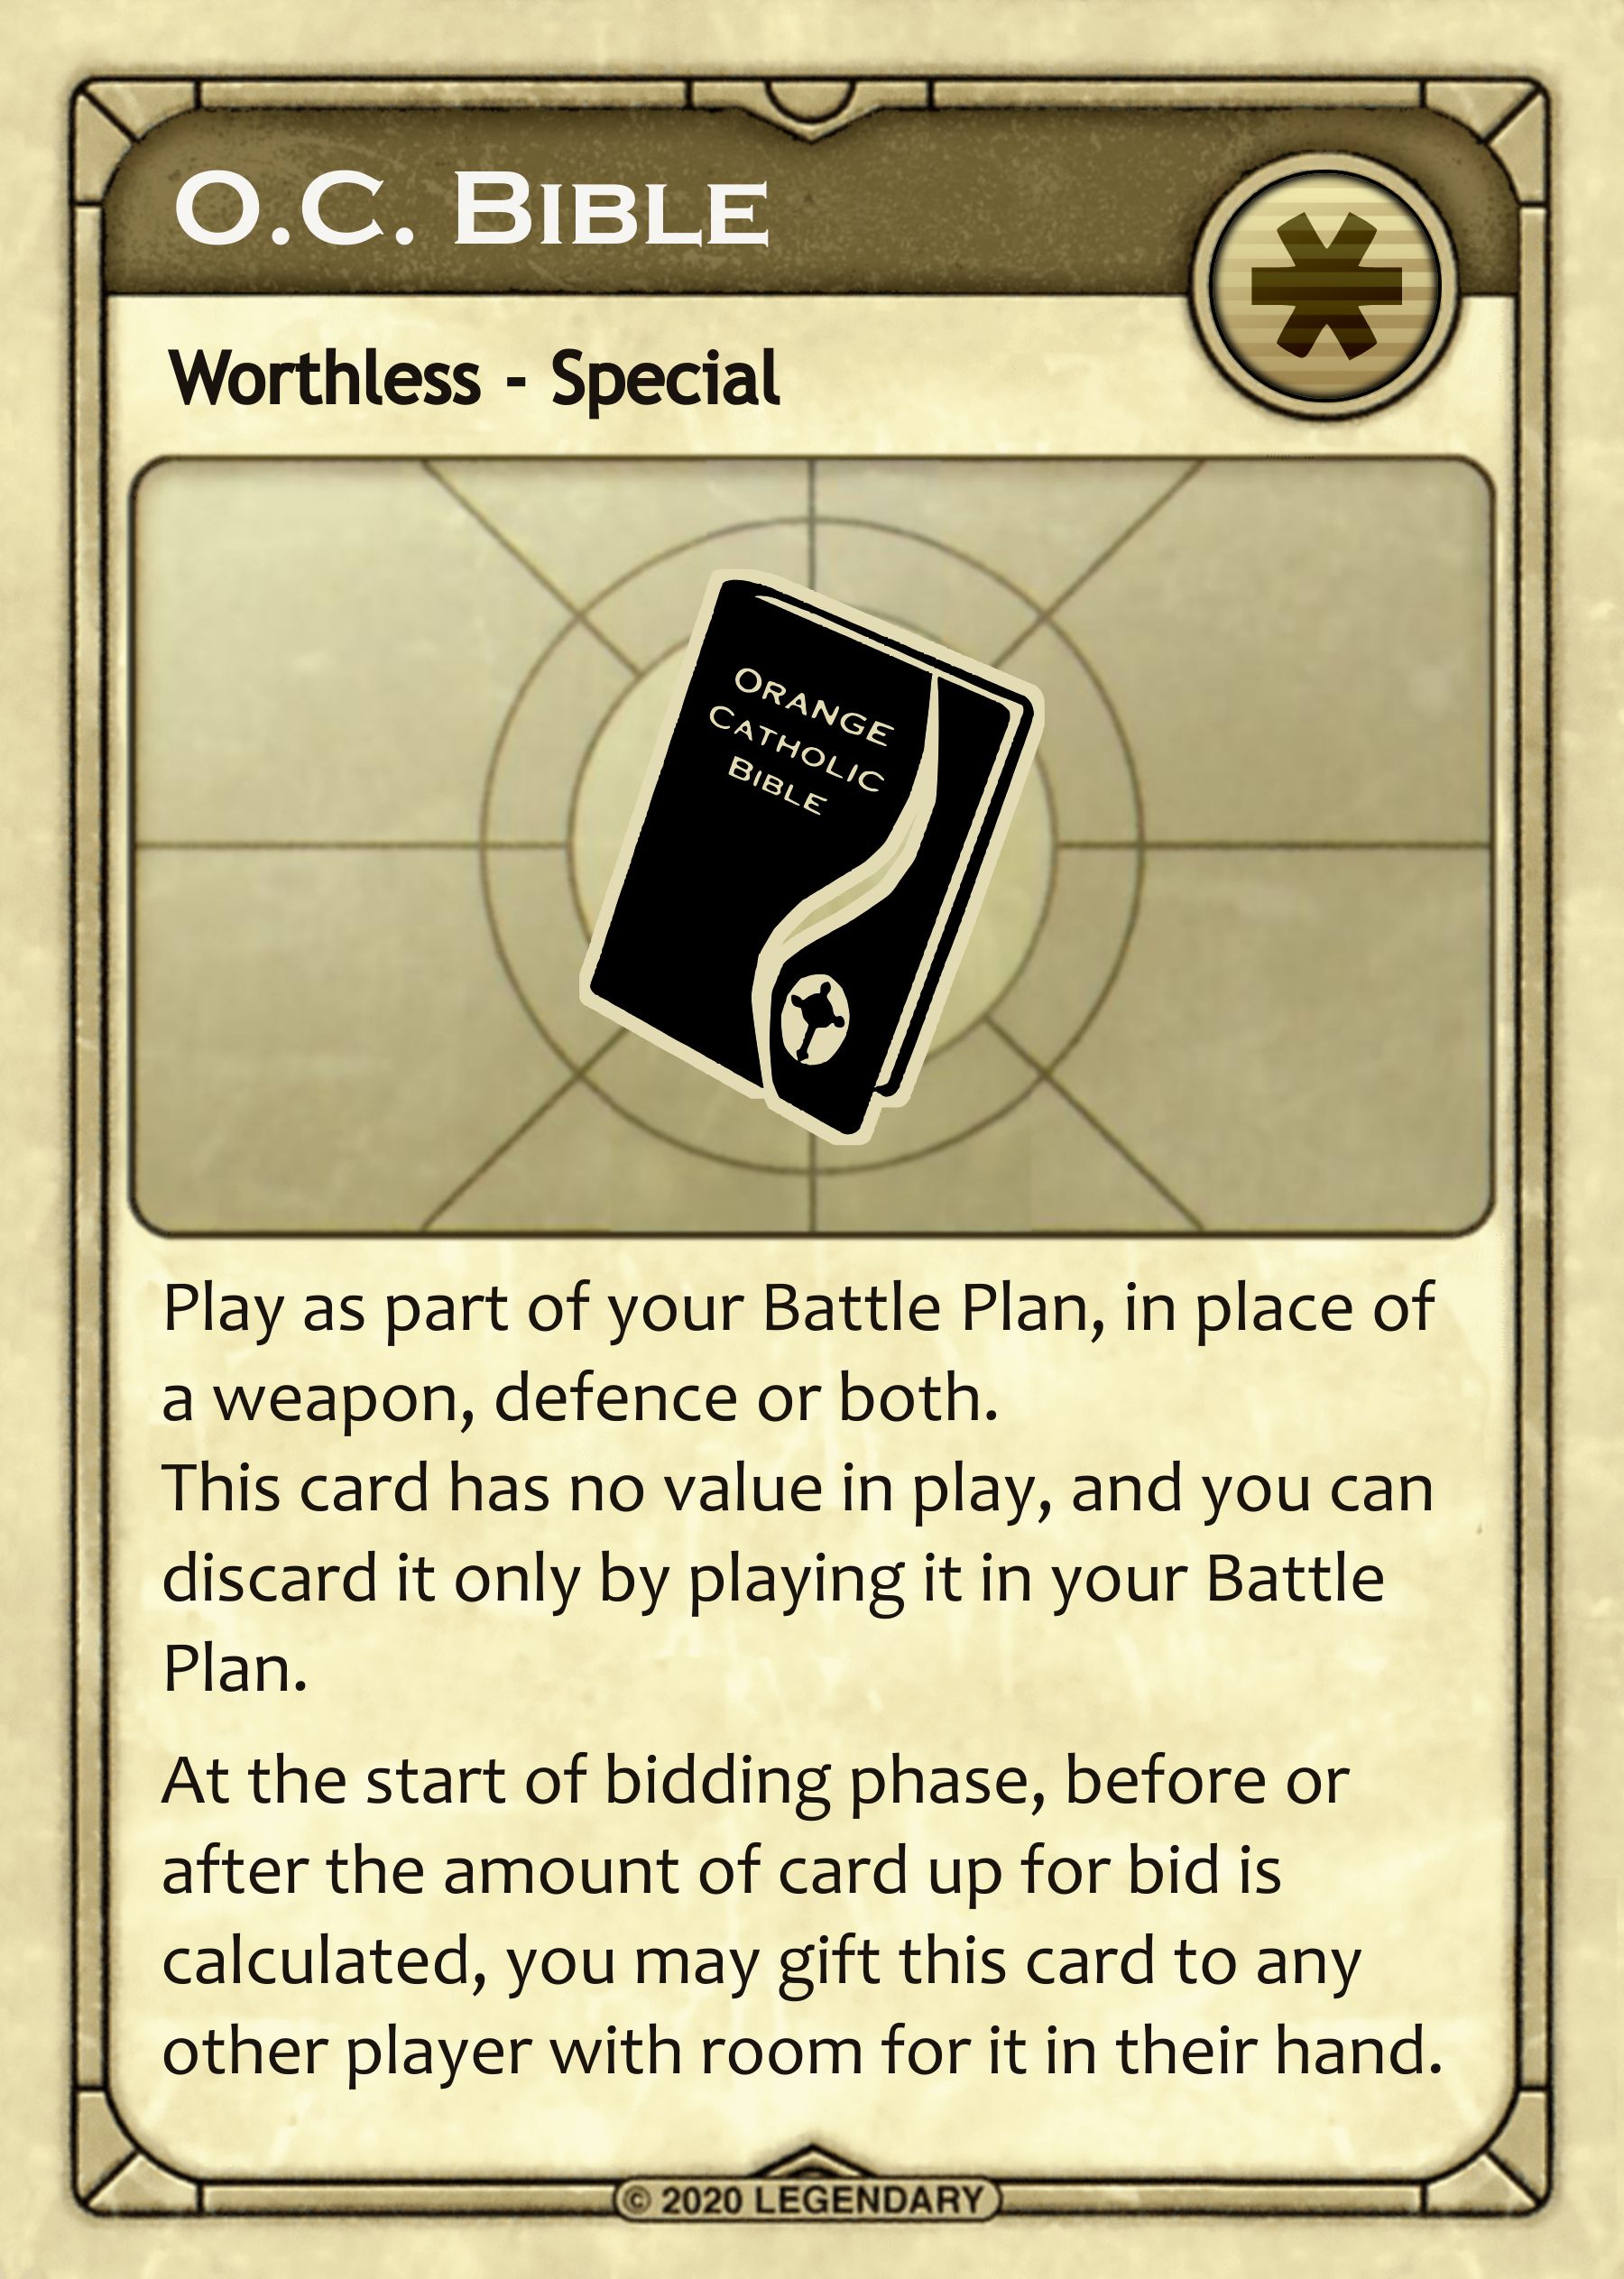 O.C. Bible
Worthless - Special
Orange
Catholic
Bible
Play as part of your Battle Plan, in place of
a weapon, defence or both.
This card has no value in play, and you can
discard it only by playing it in your Battle
Plan.
At the start of bidding phase, before or
after the amount of card up for bid is
calculated, you may gift this card to any
other player with room for it in their hand.
© 2020 LEGENDARY